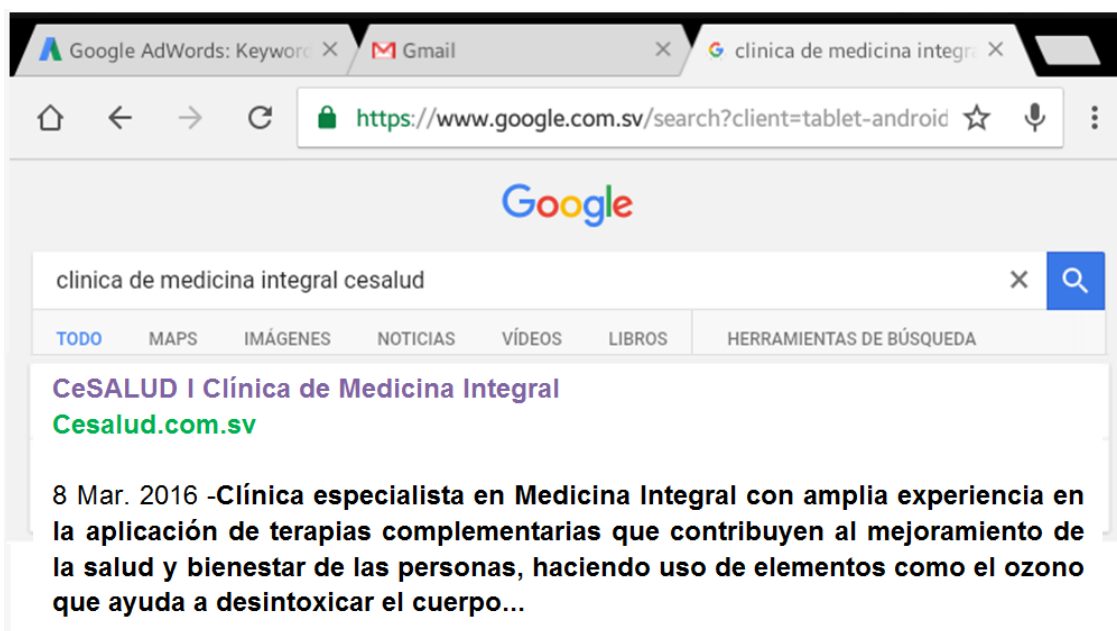 Google AdWords: Keyword
Gmail
clinica de medicina integra
https://www.google.com.sv/search?client=tablet-android
Google
clinica de medicina integral cesalud
TODO MAPS IMÁGENES NOTICIAS VÍDEOS LIBROS HERRAMIENTAS DE BÚSQUEDA
CeSALUD I Clínica de Medicina Integral
Cesalud.com.sv
8 Mar. 2016 -Clínica especialista en Medicina Integral con amplia experiencia en
la aplicación de terapias complementarias que contribuyen al mejoramiento de
la salud y bienestar de las personas, haciendo uso de elementos como el ozono
que ayuda a desintoxicar el cuerpo...